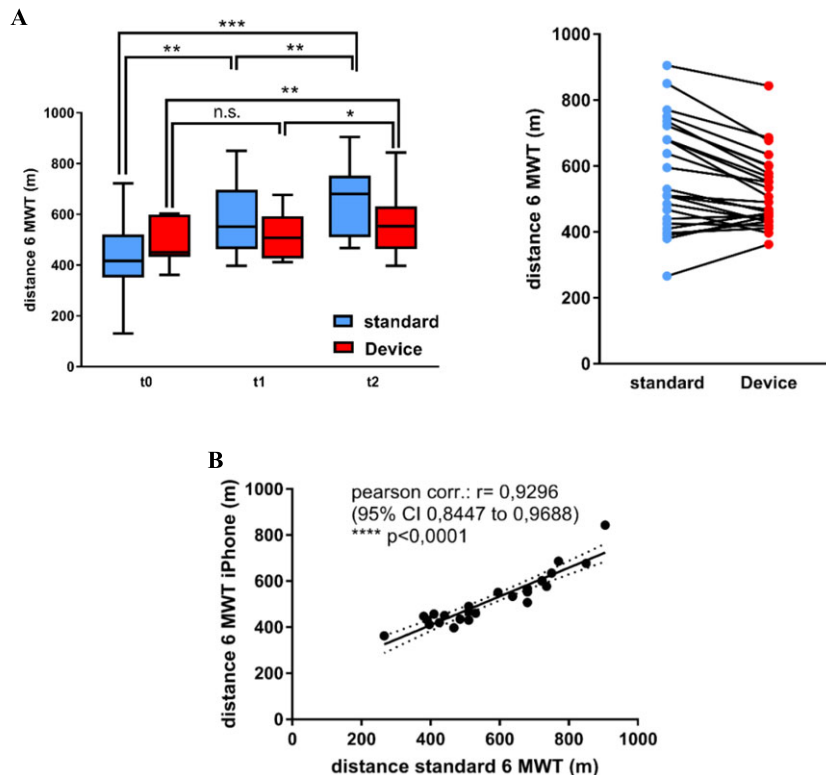 A
***
**
**
**
n.s.
*
distance 6 MWT (m)
1000
800
600
400
200
0
standard
Device
t0
t1
t2
distance 6 MWT (m)
1000
800
600
400
200
0
standard
Device
B
pearson corr.: r= 0,9296
(95% CI 0,8447 to 0,9688)
**** p<0,0001
distance 6 MWT iPhone (m)
1000
800
600
400
200
0
0
200
400
600
800
1000
distance standard 6 MWT (m)